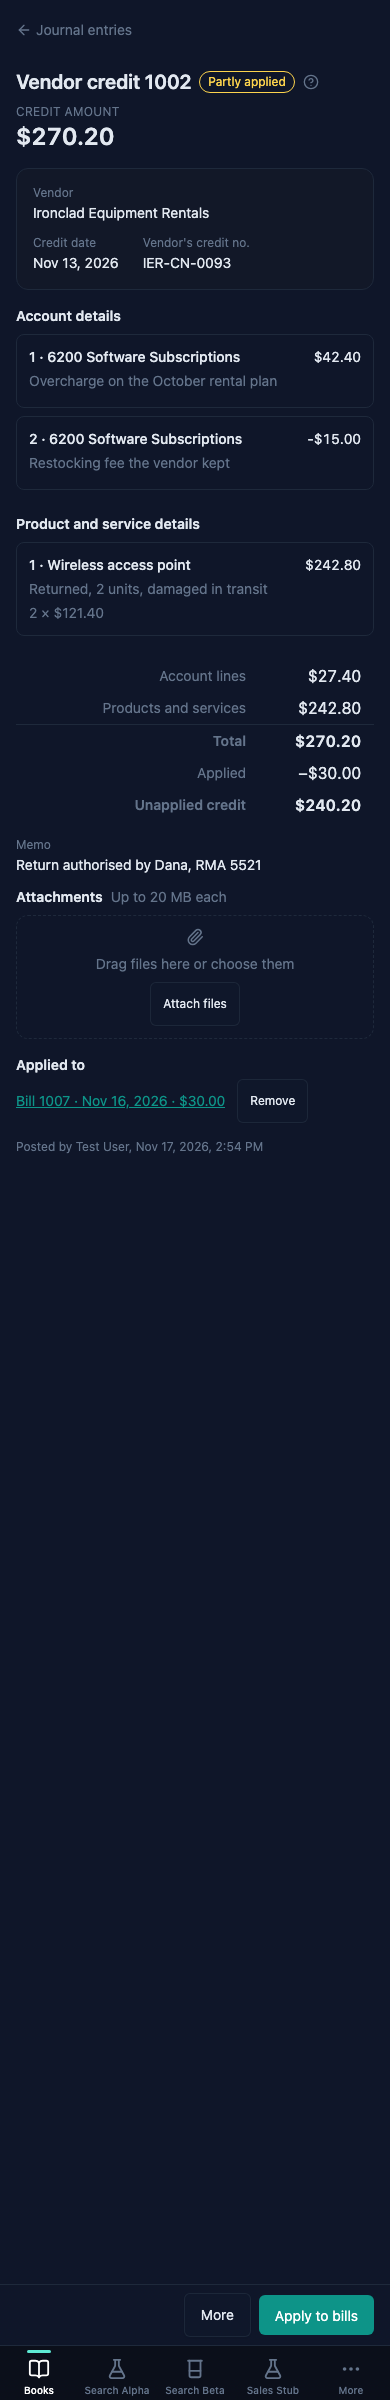 Journal entries
Vendor credit 1002 Partly applied
CREDIT AMOUNT
$270.20
Vendor
Ironclad Equipment Rentals
Credit date Vendor's credit no.
Nov 13, 2026 IER-CN-0093
Account details
1 · 6200 Software Subscriptions $42.40
Overcharge on the October rental plan
2 · 6200 Software Subscriptions -$15.00
Restocking fee the vendor kept
Product and service details
1 · Wireless access point $242.80
Returned, 2 units, damaged in transit
2 × $121.40
Account lines $27.40
Products and services $242.80
Total $270.20
Applied –$30.00
Unapplied credit $240.20
Memo
Return authorised by Dana, RMA 5521
Attachments Up to 20 MB each
Drag files here or choose them
Attach files
Applied to
Bill 1007 · Nov 16, 2026 · $30.00 Remove
Posted by Test User, Nov 17, 2026, 2:54 PM
More Apply to bills
Books Search Alpha Search Beta Sales Stub More